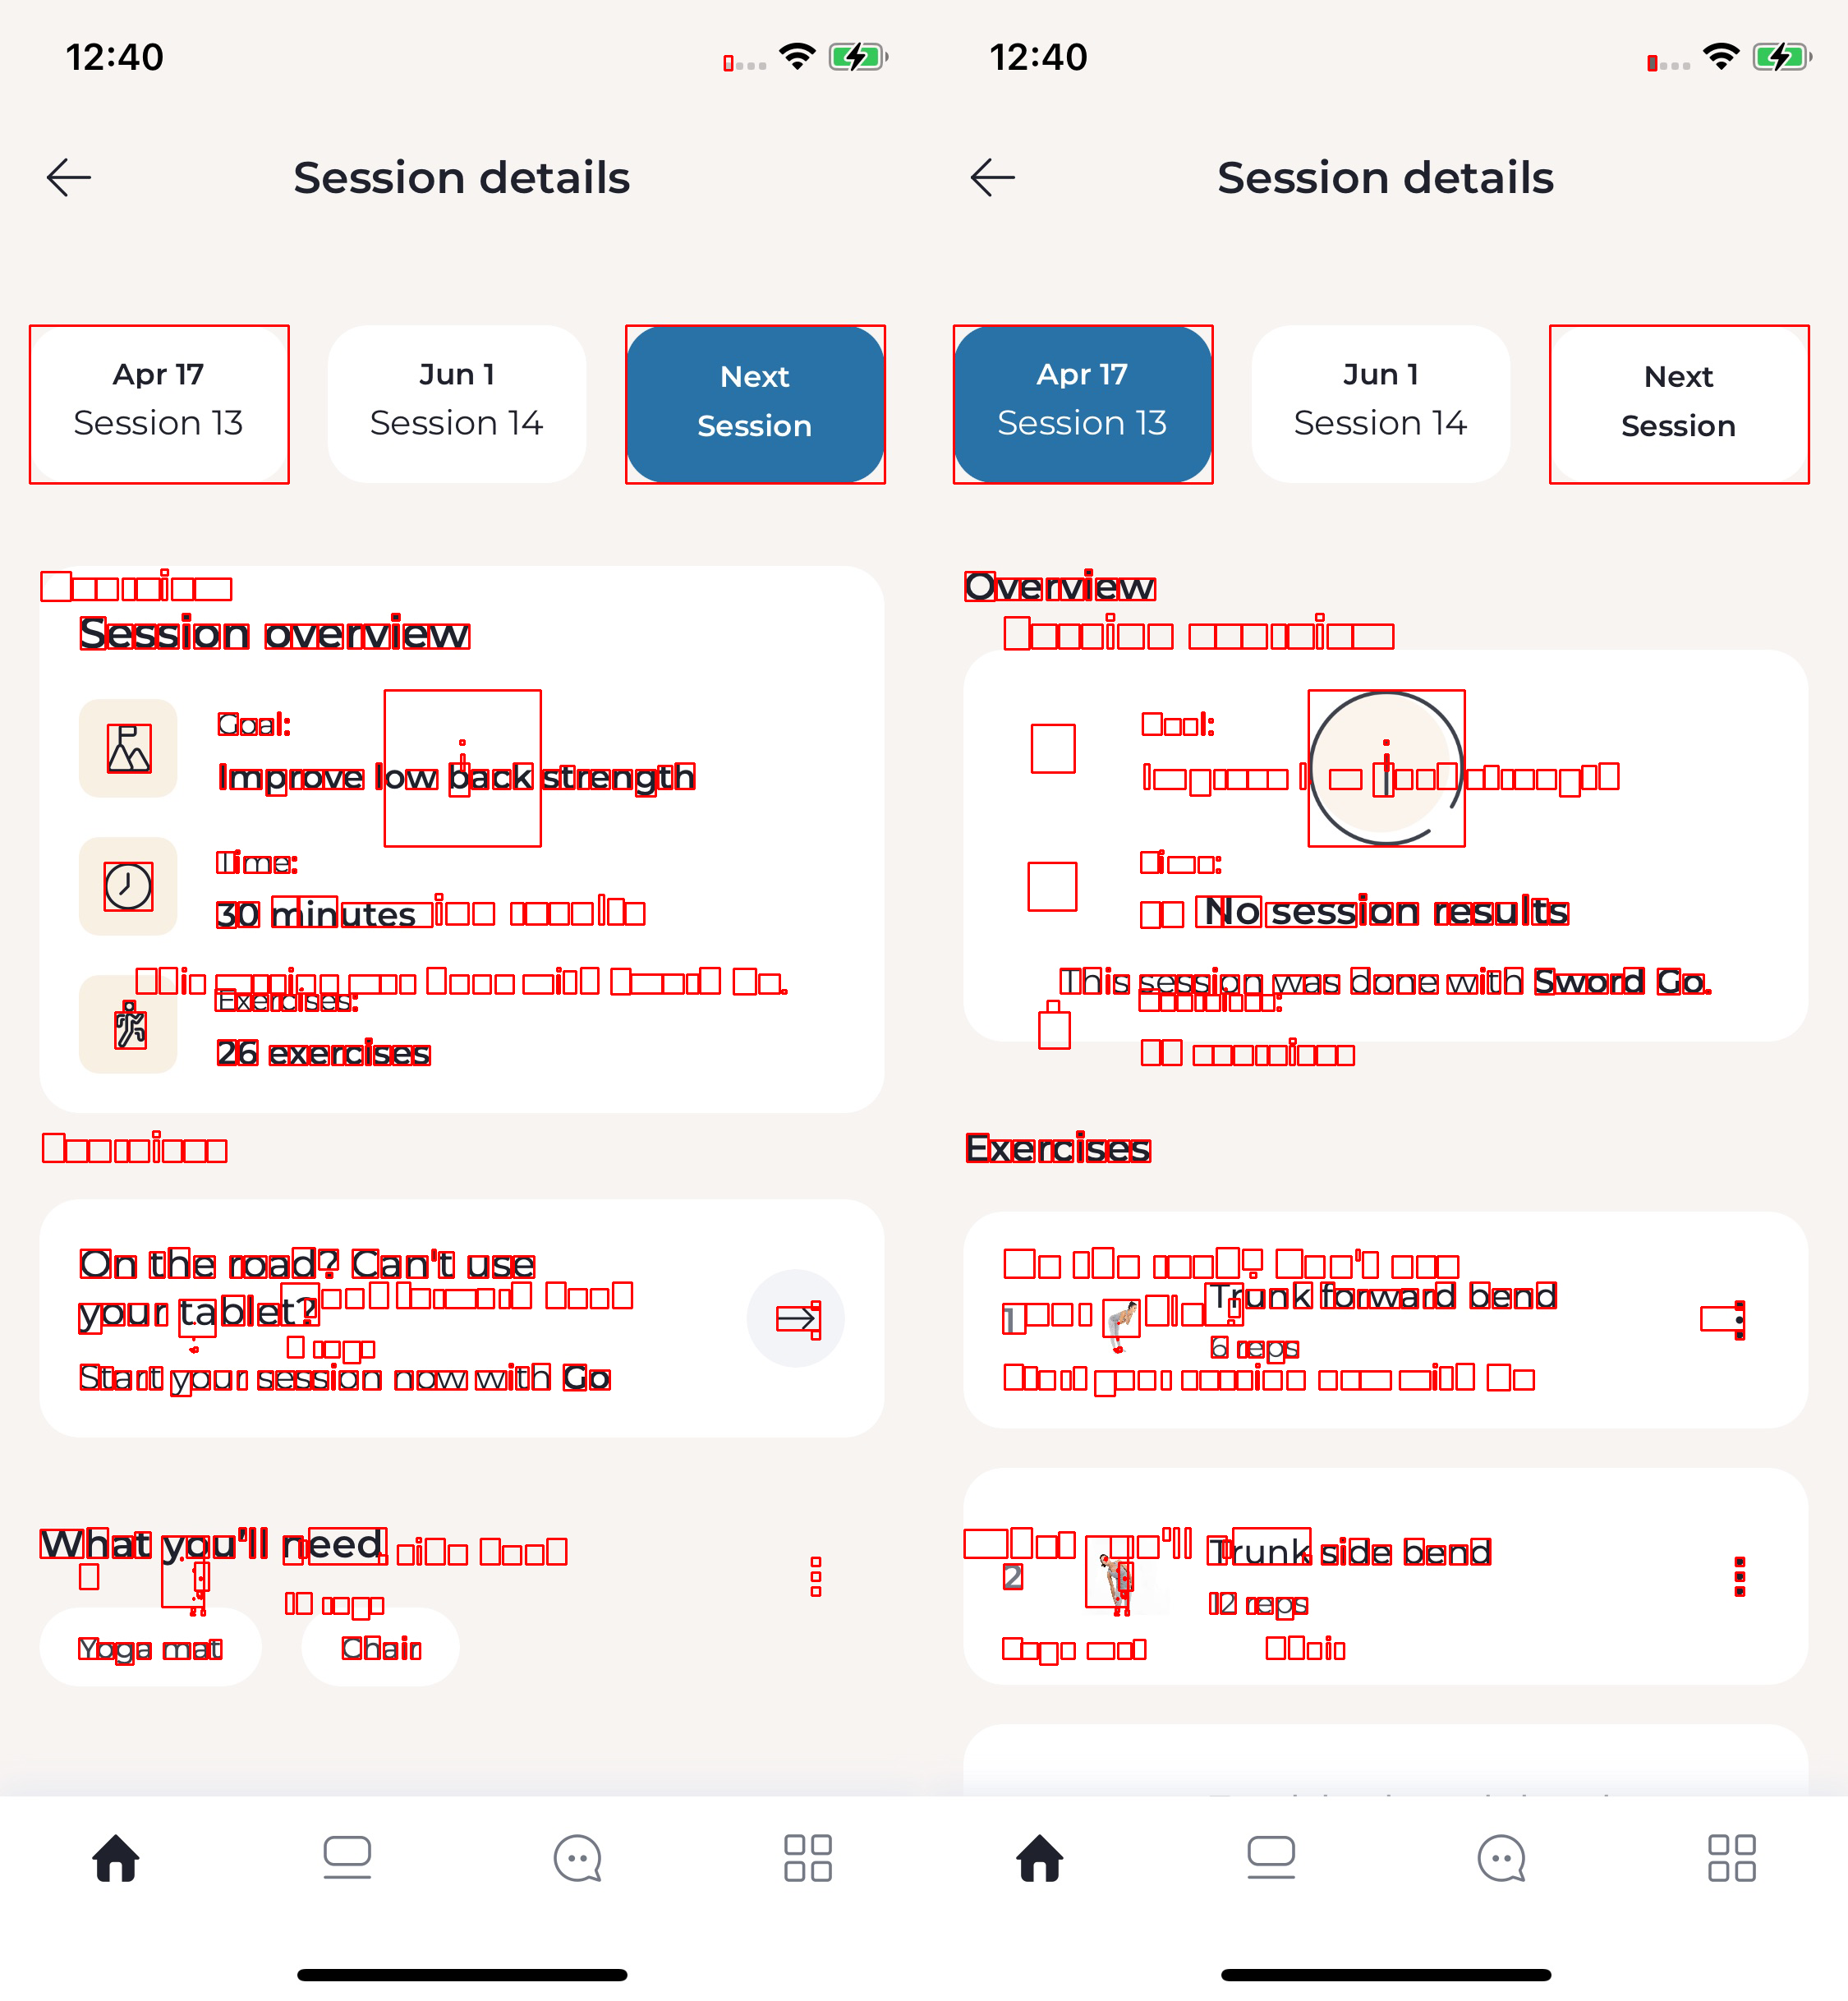 12:40
Session details
Apr 17
Session 13
Jun 1
Session 14
Next
Session
Session overview
Goal:
Improve low back strength
Time:
30 minutes
Exercises:
26 exercises
On the road? Can't use
your tablet?
Start your session now with Go
What you'll need
Yoga mat
Chair
12:40
Session details
Apr 17
Session 13
Jun 1
Session 14
Next
Session
Overview
No session results
This session was done with Sword Go.
Exercises
1
Trunk forward bend
6 reps
2
Trunk side bend
12 reps